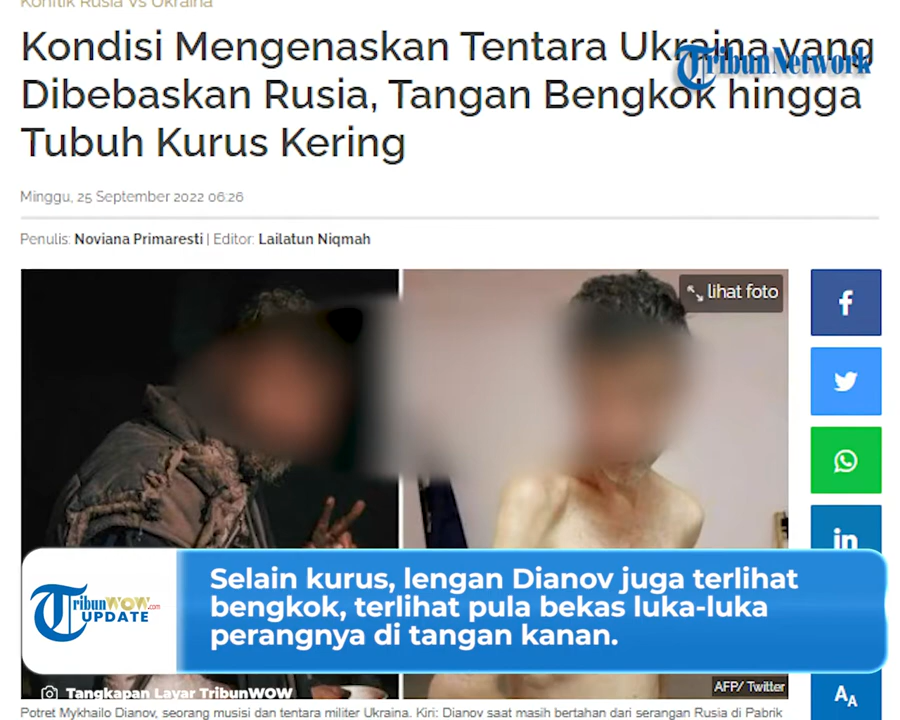 Konflik Rusia Vs Ukraina
Kondisi Mengenaskan Tentara Ukraina yang
TribunNetwork
Dibebaskan Rusia, Tangan Bengkok hingga
Tubuh Kurus Kering
Minggu, 25 September 2022 06:26
Penulis: Noviana Primaresti | Editor: Lailatun Niqmah
lihat foto
f
in
Selain kurus, lengan Dianov juga terlihat
bengkok, terlihat pula bekas luka-luka
perangnya di tangan kanan.
TribunWOW.com
UPDATE
Tangkapan Layar TribunWOW
AFP/ Twitter
AA
Potret Mykhailo Dianov, seorang musisi dan tentara militer Ukraina. Kiri: Dianov saat masih bertahan dari serangan Rusia di Pabrik